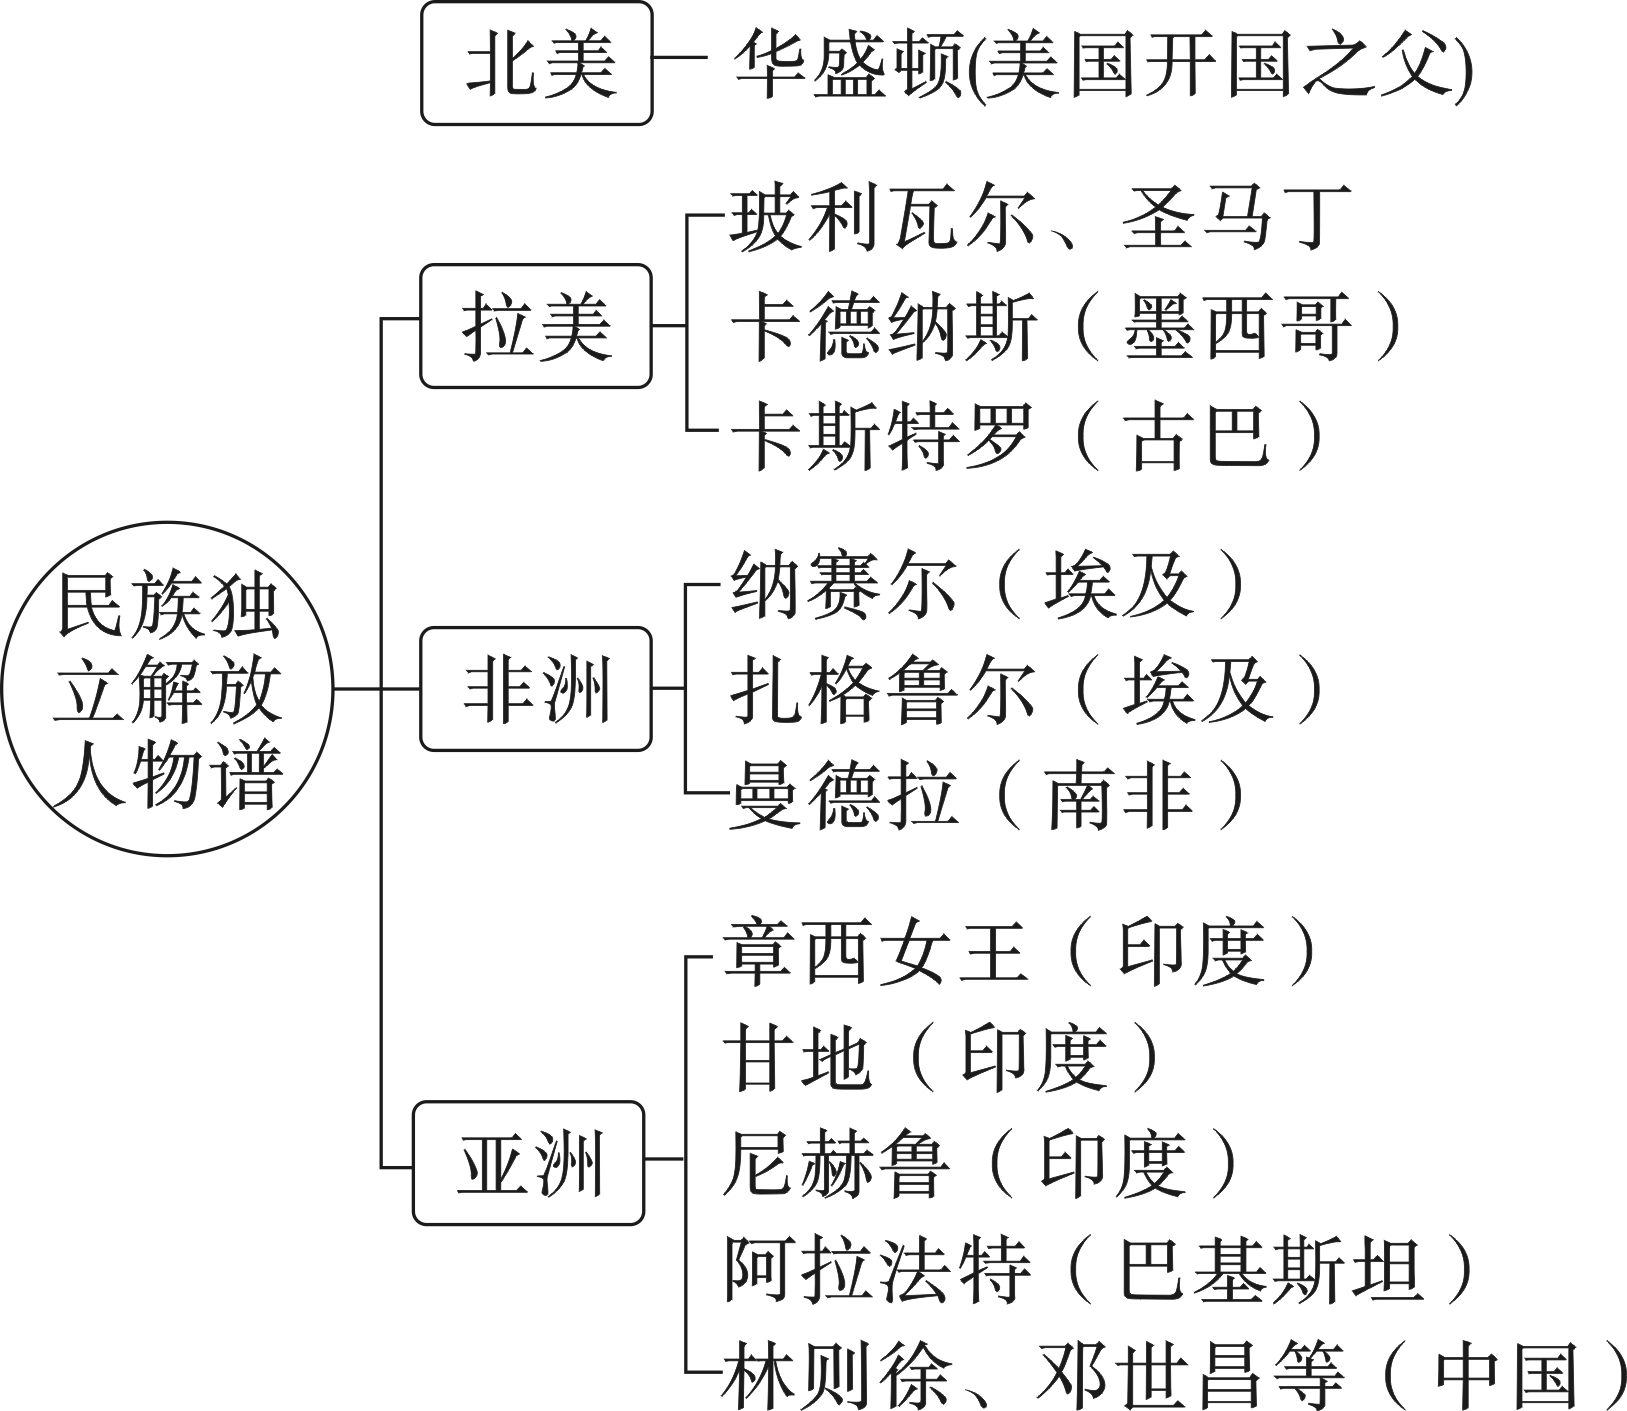 北美
华盛顿(美国开国之父)
玻利瓦尔、圣马丁
拉美
卡德纳斯（墨西哥）
卡斯特罗（古巴）
民族独
立解放
人物谱
纳赛尔（埃及）
非洲
扎格鲁尔（埃及）
曼德拉（南非）
章西女王（印度）
甘地（印度）
亚洲
尼赫鲁（印度）
阿拉法特（巴基斯坦）
林则徐、邓世昌等（中国）